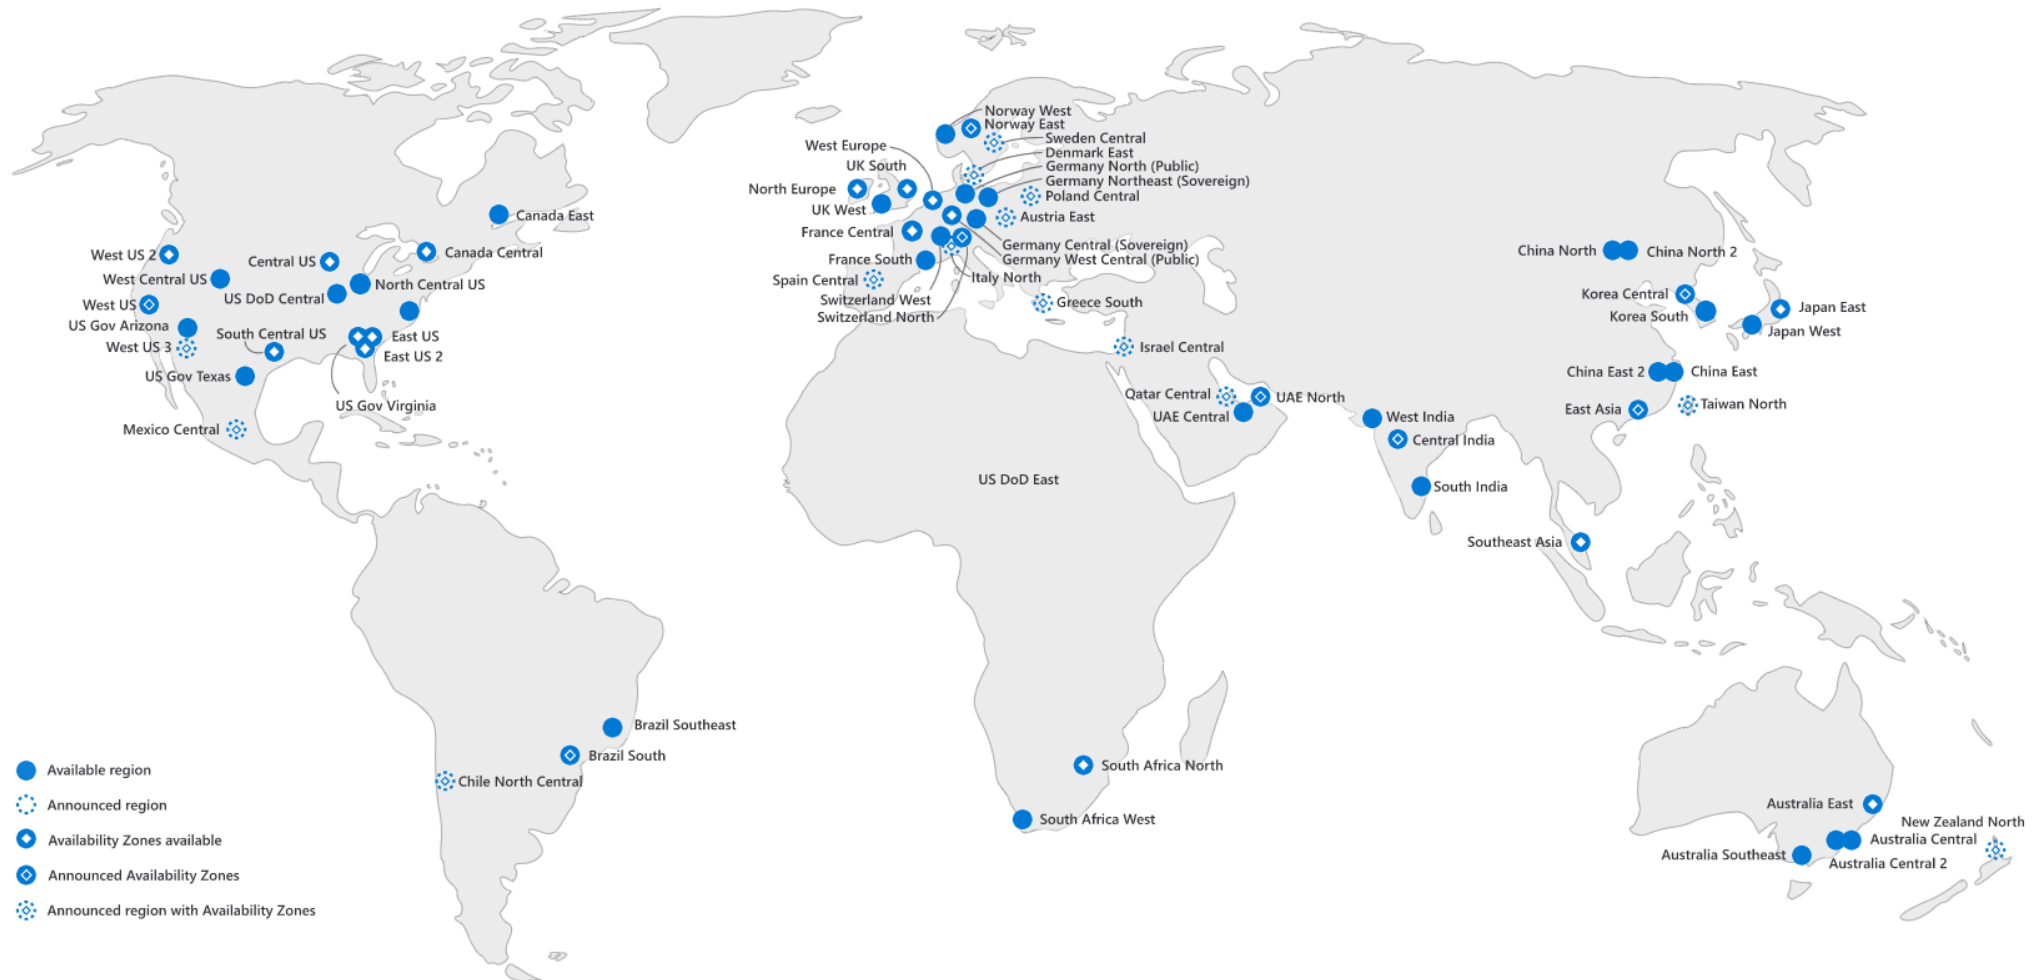 Norway West
Norway East
Sweden Central
West Europe
Denmark East
UK South
Germany North (Public)
Germany Northeast (Sovereign)
North Europe
Poland Central
UK West
Austria East
Canada East
France Central
Germany Central (Sovereign)
Germany West Central (Public)
West US 2
Central US
Canada Central
France South
China North
China North 2
West Central US
North Central US
Spain Central
Italy North
US DoD Central
Switzerland West
Greece South
Korea Central
West US
Switzerland North
Korea South
Japan East
US Gov Arizona
South Central US
East US
Japan West
West US 3
East US 2
Israel Central
US Gov Texas
China East 2
China East
US Gov Virginia
Qatar Central
UAE North
East Asia
Taiwan North
UAE Central
West India
Mexico Central
Central India
US DoD East
South India
Southeast Asia
Brazil Southeast
Brazil South
South Africa North
Chile North Central
Australia East
South Africa West
New Zealand North
Australia Central
Australia Southeast
Australia Central 2
Available region
Announced region
Availability Zones available
Announced Availability Zones
Announced region with Availability Zones